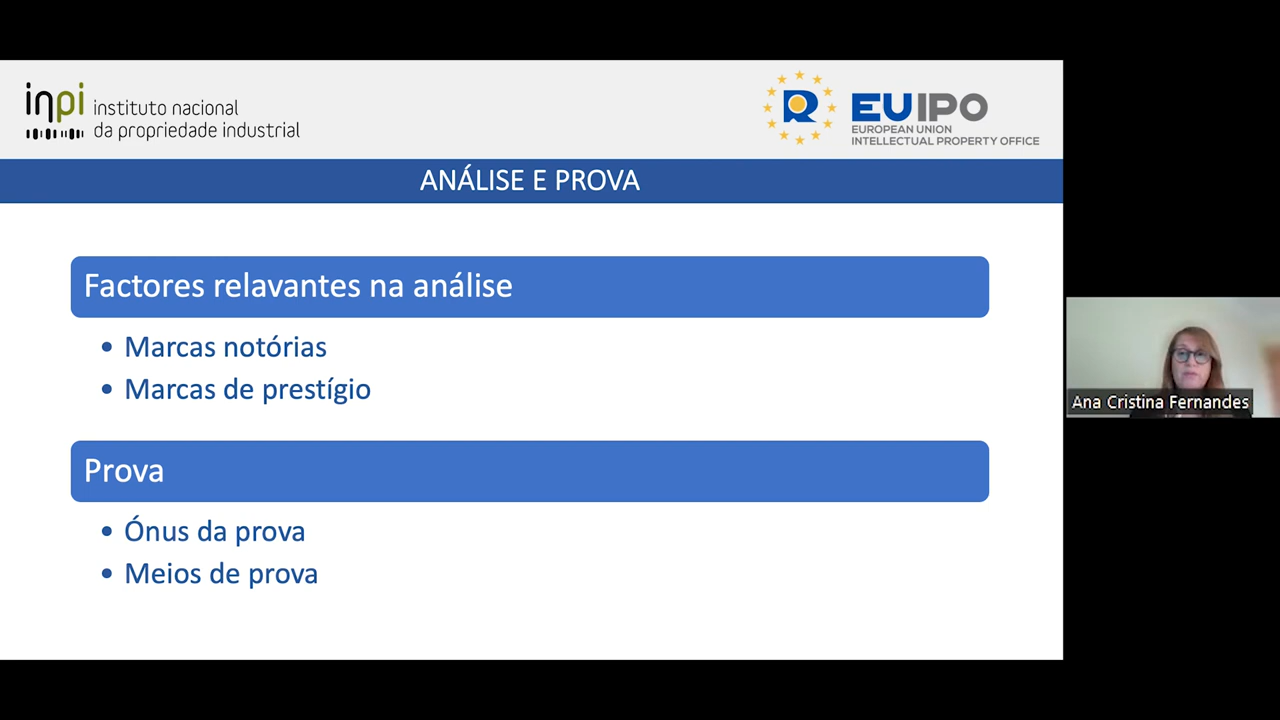 inpi instituto nacional
da propriedade industrial
EUIPO
EUROPEAN UNION
INTELLECTUAL PROPERTY OFFICE
ANÁLISE E PROVA
Factores relavantes na análise
• Marcas notórias
• Marcas de prestígio
Prova
• Ónus da prova
• Meios de prova
Ana Cristina Fernandes